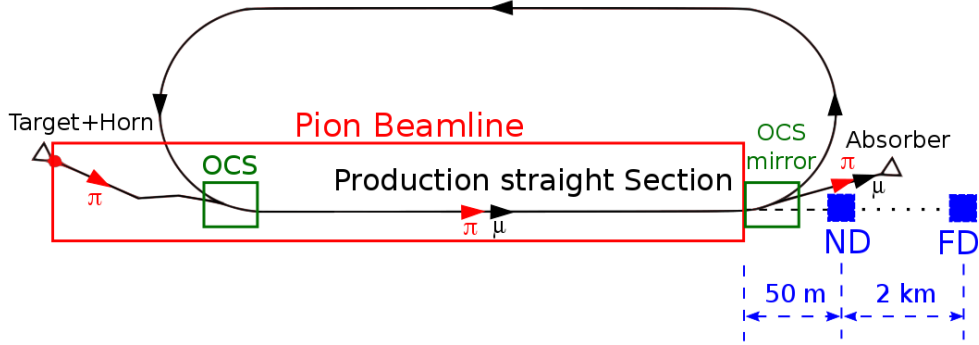 Target+Horn
Pion Beamline
OCS
mirror
Absorber
OCS
Production straight Section
π
μ
π
π μ
ND
FD
50 m
2 km